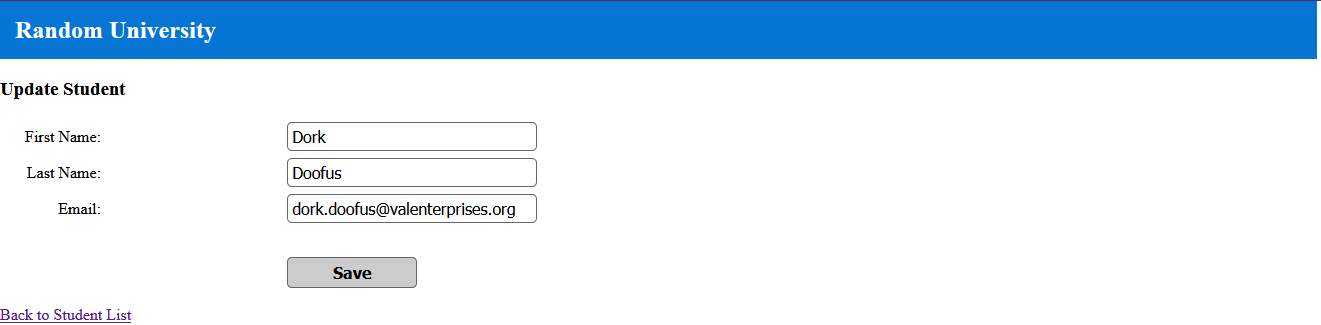 Random University
Update Student
First Name: Dork
Last Name: Doofus
Email: dork.doofus@valenterprises.org
Save
Back to Student List